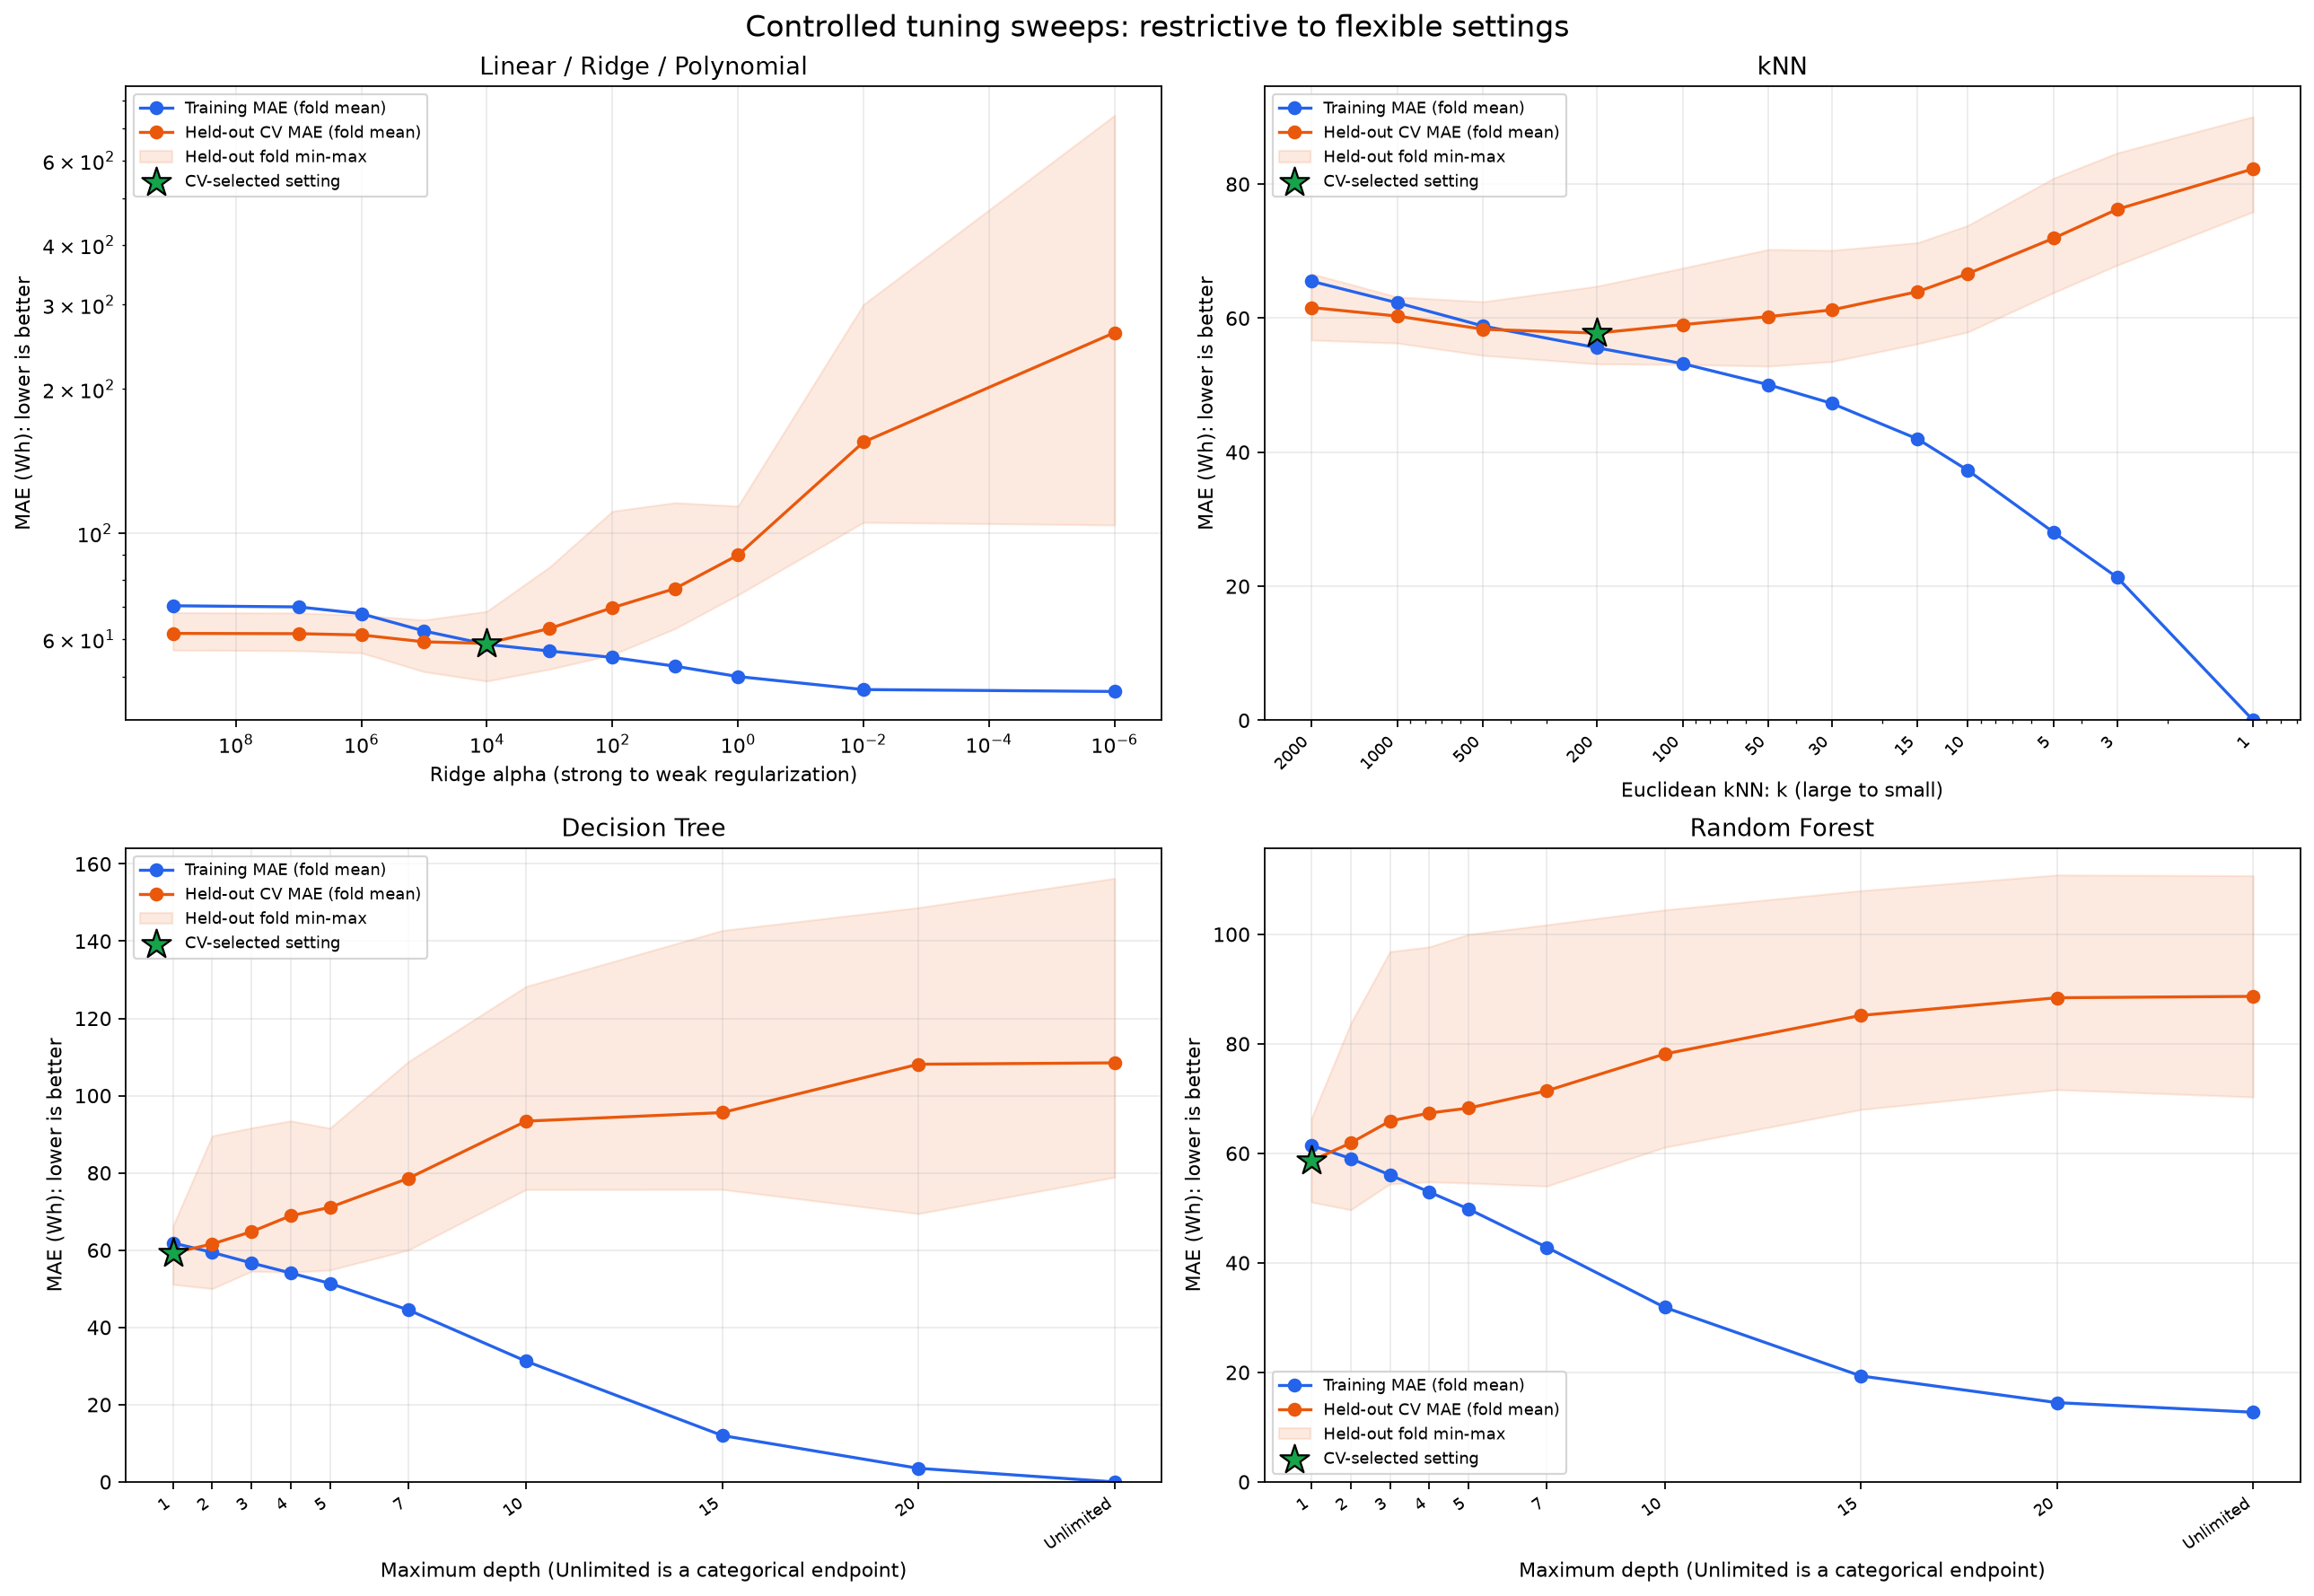 Controlled tuning sweeps: restrictive to flexible settings
Linear / Ridge / Polynomial
Training MAE (fold mean)
Held-out CV MAE (fold mean)
Held-out fold min-max
CV-selected setting
MAE (Wh): lower is better
6 × 10²
4 × 10²
3 × 10²
2 × 10²
10²
6 × 10¹
10⁸ 10⁶ 10⁴ 10² 10⁰ 10⁻² 10⁻⁴ 10⁻⁶
Ridge alpha (strong to weak regularization)
kNN
Training MAE (fold mean)
Held-out CV MAE (fold mean)
Held-out fold min-max
CV-selected setting
MAE (Wh): lower is better
80
60
40
20
0
2000 1000 500 200 100 50 30 15 10 5 3 1
Euclidean kNN: k (large to small)
Decision Tree
Training MAE (fold mean)
Held-out CV MAE (fold mean)
Held-out fold min-max
CV-selected setting
MAE (Wh): lower is better
160
140
120
100
80
60
40
20
0
1 2 3 4 5 7 10 15 20 Unlimited
Maximum depth (Unlimited is a categorical endpoint)
Random Forest
MAE (Wh): lower is better
100
80
60
40
20
0
Training MAE (fold mean)
Held-out CV MAE (fold mean)
Held-out fold min-max
CV-selected setting
1 2 3 4 5 7 10 15 20 Unlimited
Maximum depth (Unlimited is a categorical endpoint)